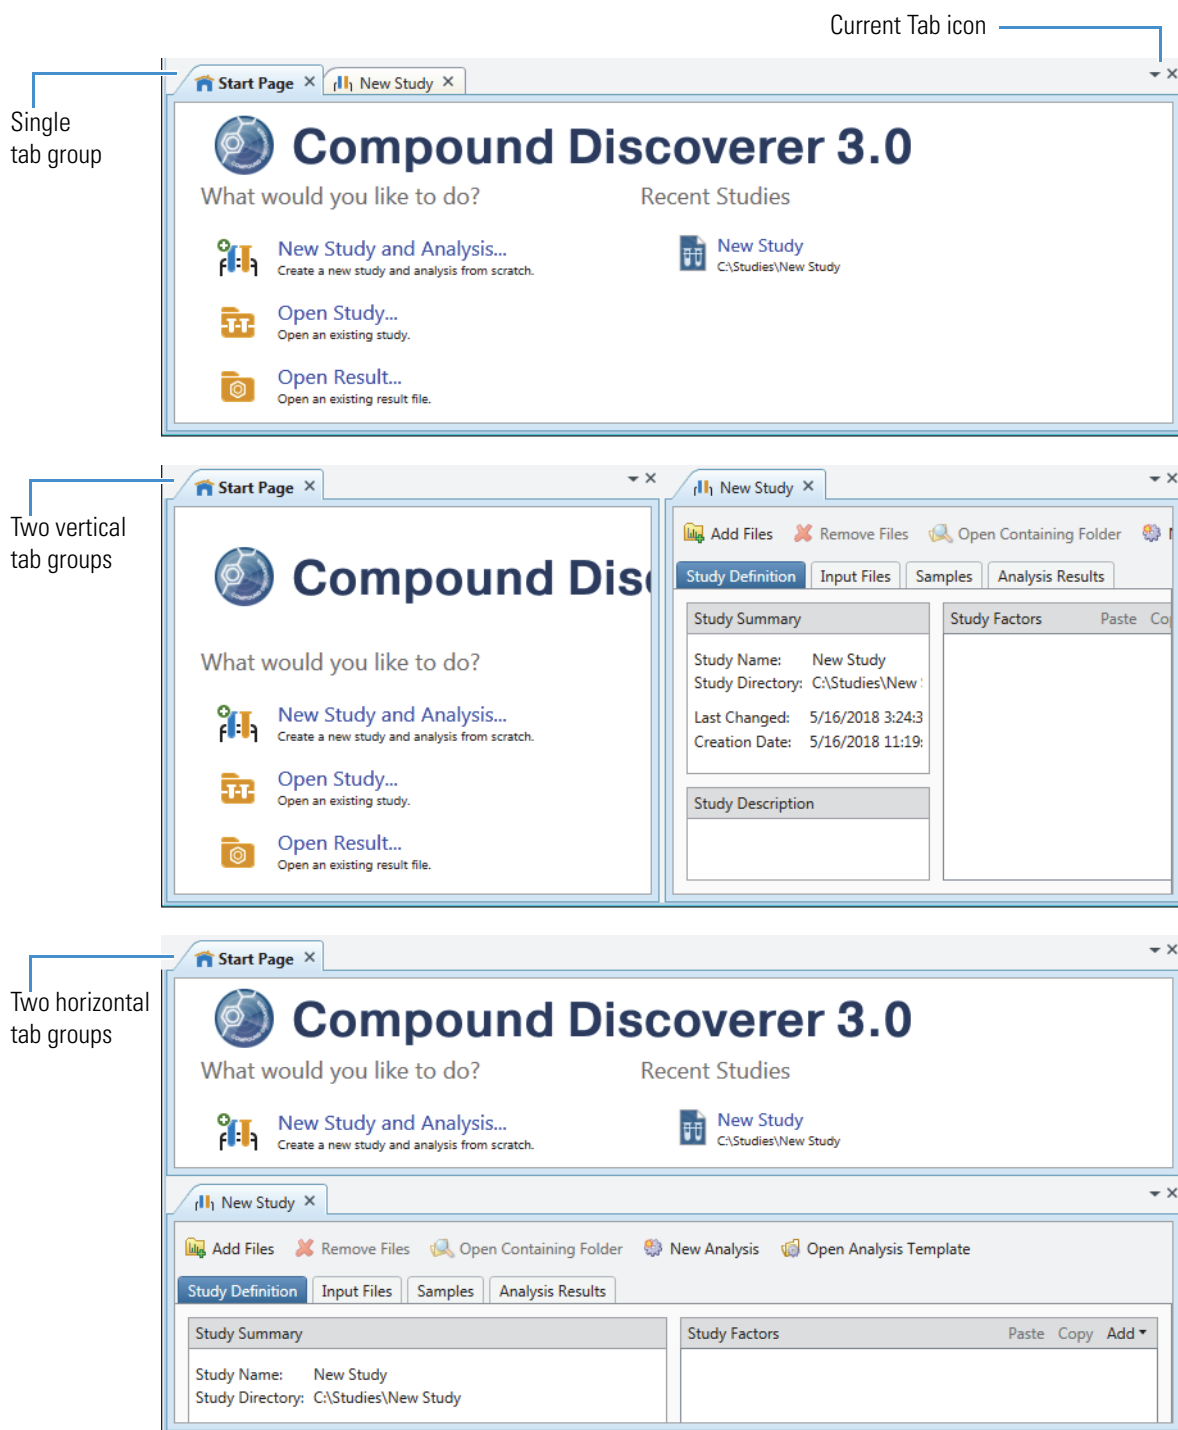 Current Tab icon
Start Page
New Study
Single
tab group
Compound Discoverer 3.0
What would you like to do?
Recent Studies
New Study and Analysis...
Create a new study and analysis from scratch.
New Study
C:\Studies\New Study
Open Study...
Open an existing study.
Open Result...
Open an existing result file.
Two vertical
tab groups
Start Page
Compound Dis
What would you like to do?
New Study and Analysis...
Create a new study and analysis from scratch.
Open Study...
Open an existing study.
Open Result...
Open an existing result file.
New Study
Add Files Remove Files Open Containing Folder
Study Definition Input Files Samples Analysis Results
Study Summary
Study Name: New Study
Study Directory: C:\Studies\New
Last Changed: 5/16/2018 3:24:3
Creation Date: 5/16/2018 11:19:
Study Description
Study Factors Paste Co
Two horizontal
tab groups
Start Page
Compound Discoverer 3.0
What would you like to do?
Recent Studies
New Study and Analysis...
Create a new study and analysis from scratch.
New Study
C:\Studies\New Study
New Study
Add Files Remove Files Open Containing Folder New Analysis Open Analysis Template
Study Definition Input Files Samples Analysis Results
Study Summary
Study Name: New Study
Study Directory: C:\Studies\New Study
Study Factors Paste Copy Add